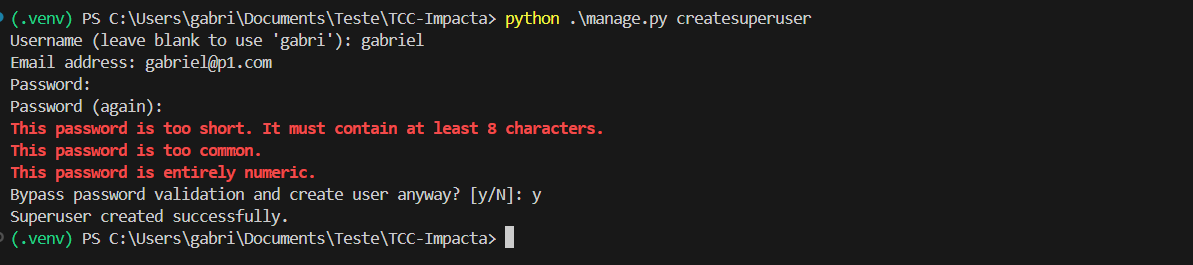 (.venv) PS C:\Users\gabri\Documents\Teste\TCC-Impacta> python .\manage.py createsuperuser
Username (leave blank to use 'gabri'): gabriel
Email address: gabriel@p1.com
Password:
Password (again):
This password is too short. It must contain at least 8 characters.
This password is too common.
This password is entirely numeric.
Bypass password validation and create user anyway? [y/N]: y
Superuser created successfully.
(.venv) PS C:\Users\gabri\Documents\Teste\TCC-Impacta>